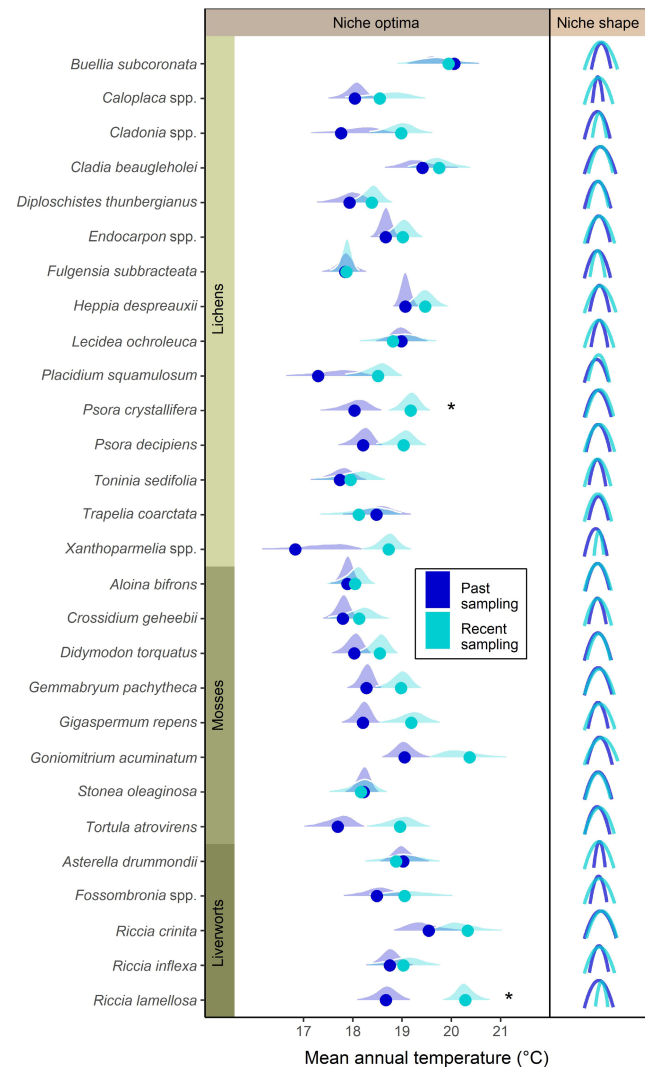 Niche optima
Niche shape
Lichens
Buellia subcoronata
Caloplaca spp.
Cladonia spp.
Cladia beaugleholei
Diploschistes thunbergianus
Endocarpon spp.
Fulgensia subbracteata
Heppia despreauxii
Lecidea ochroleuca
Placidium squamulosum
Psora crystallifera
*
Psora decipiens
Toninia sedifolia
Trapelia coarctata
Xanthoparmelia spp.
Mosses
Aloina bifrons
Crossidium geheebii
Didymodon torquatus
Gemmabryum pachytheca
Gigaspermum repens
Goniomitrium acuminatum
Stonea oleaginosa
Tortula atrovirens
Past
sampling
Recent
sampling
Liverworts
Asterella drummondii
Fossombronia spp.
Riccia crinita
Riccia inflexa
Riccia lamellosa
*
17 18 19 20 21
Mean annual temperature (°C)